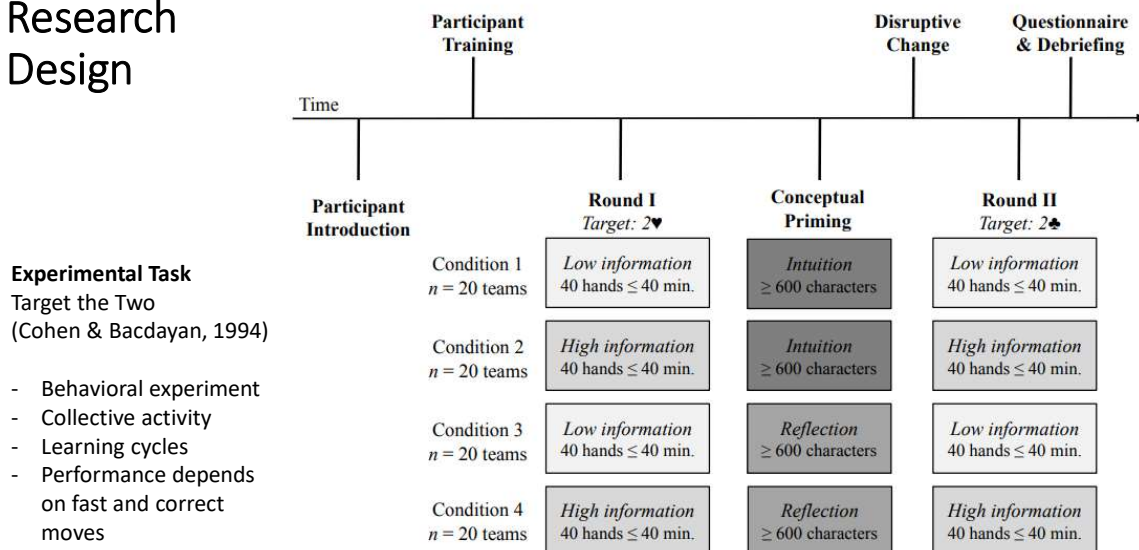 Research
Design
Participant
Training
Disruptive
Change
Questionnaire
& Debriefing
Time
Participant
Introduction
Round I
Target: 2♥
Conceptual
Priming
Round II
Target: 2♣
Experimental Task
Target the Two
(Cohen & Bacdayan, 1994)
- Behavioral experiment
- Collective activity
- Learning cycles
- Performance depends
on fast and correct
moves
Condition 1
n = 20 teams
Low information
40 hands ≤ 40 min.
Intuition
≥ 600 characters
Low information
40 hands ≤ 40 min.
Condition 2
n = 20 teams
High information
40 hands ≤ 40 min.
Intuition
≥ 600 characters
High information
40 hands ≤ 40 min.
Condition 3
n = 20 teams
Low information
40 hands ≤ 40 min.
Reflection
≥ 600 characters
Low information
40 hands ≤ 40 min.
Condition 4
n = 20 teams
High information
40 hands ≤ 40 min.
Reflection
≥ 600 characters
High information
40 hands ≤ 40 min.